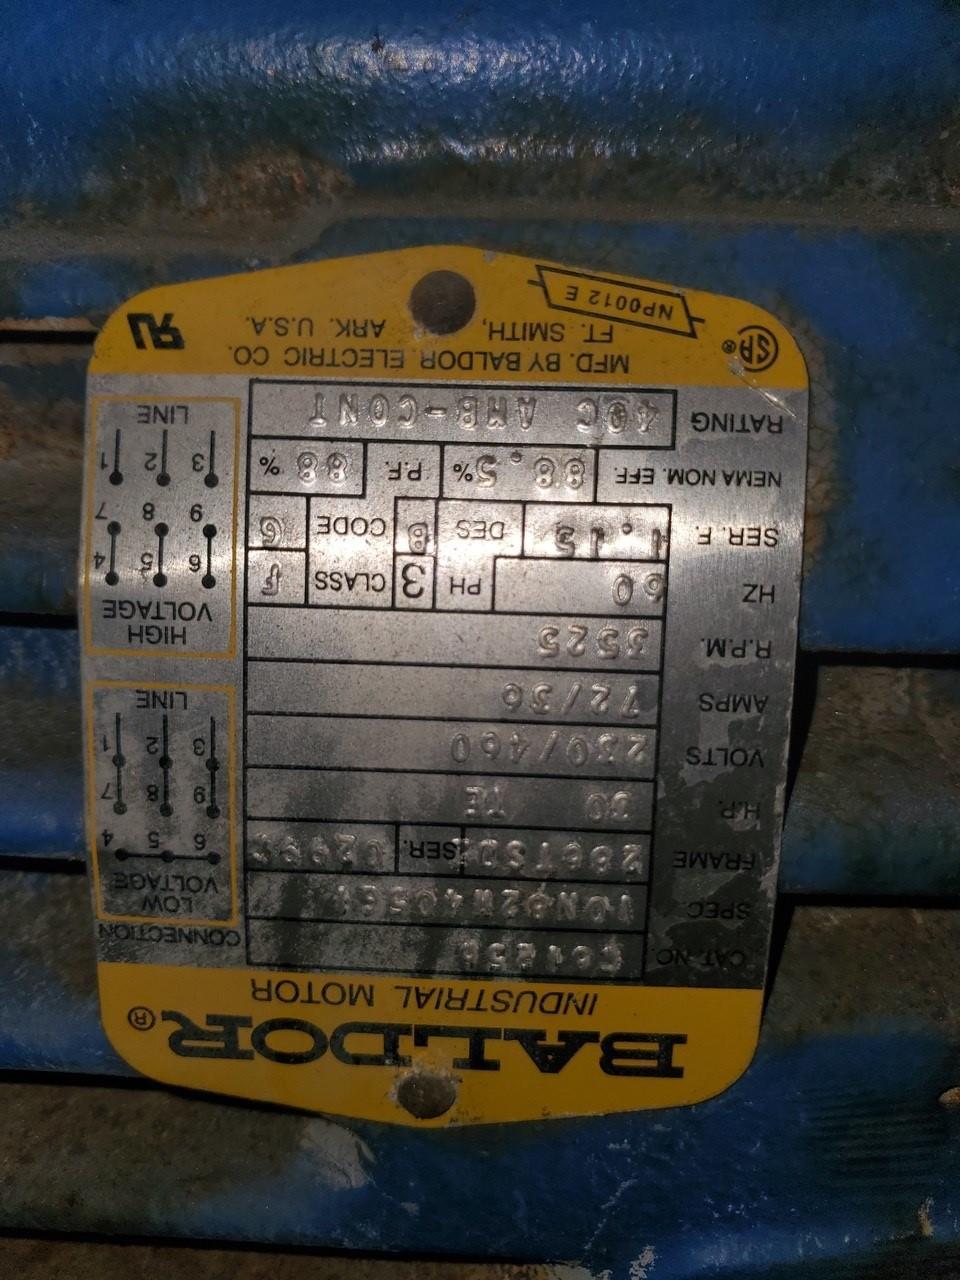 BALDOR®
INDUSTRIAL MOTOR
CAT. NO.
SPEC.
FRAME 286TSD SER.
H.P. 30 TE
VOLTS 230/460
AMPS 72/36
R.P.M. 3525
HZ 60 PH 3 CLASS F
SER. F. 1.15 DES B CODE G
NEMA NOM. EFF. 88.5% P.F. 88%
RATING 40C AMB-CONT
MFD. BY BALDOR ELECTRIC CO.
FT. SMITH, ARK. U.S.A.
SA®
NP0012 E
CONNECTION
LOW
VOLTAGE
6 5 4
9 8 7
3 2 1
LINE
HIGH
VOLTAGE
6 5 4
9 8 7
3 2 1
LINE